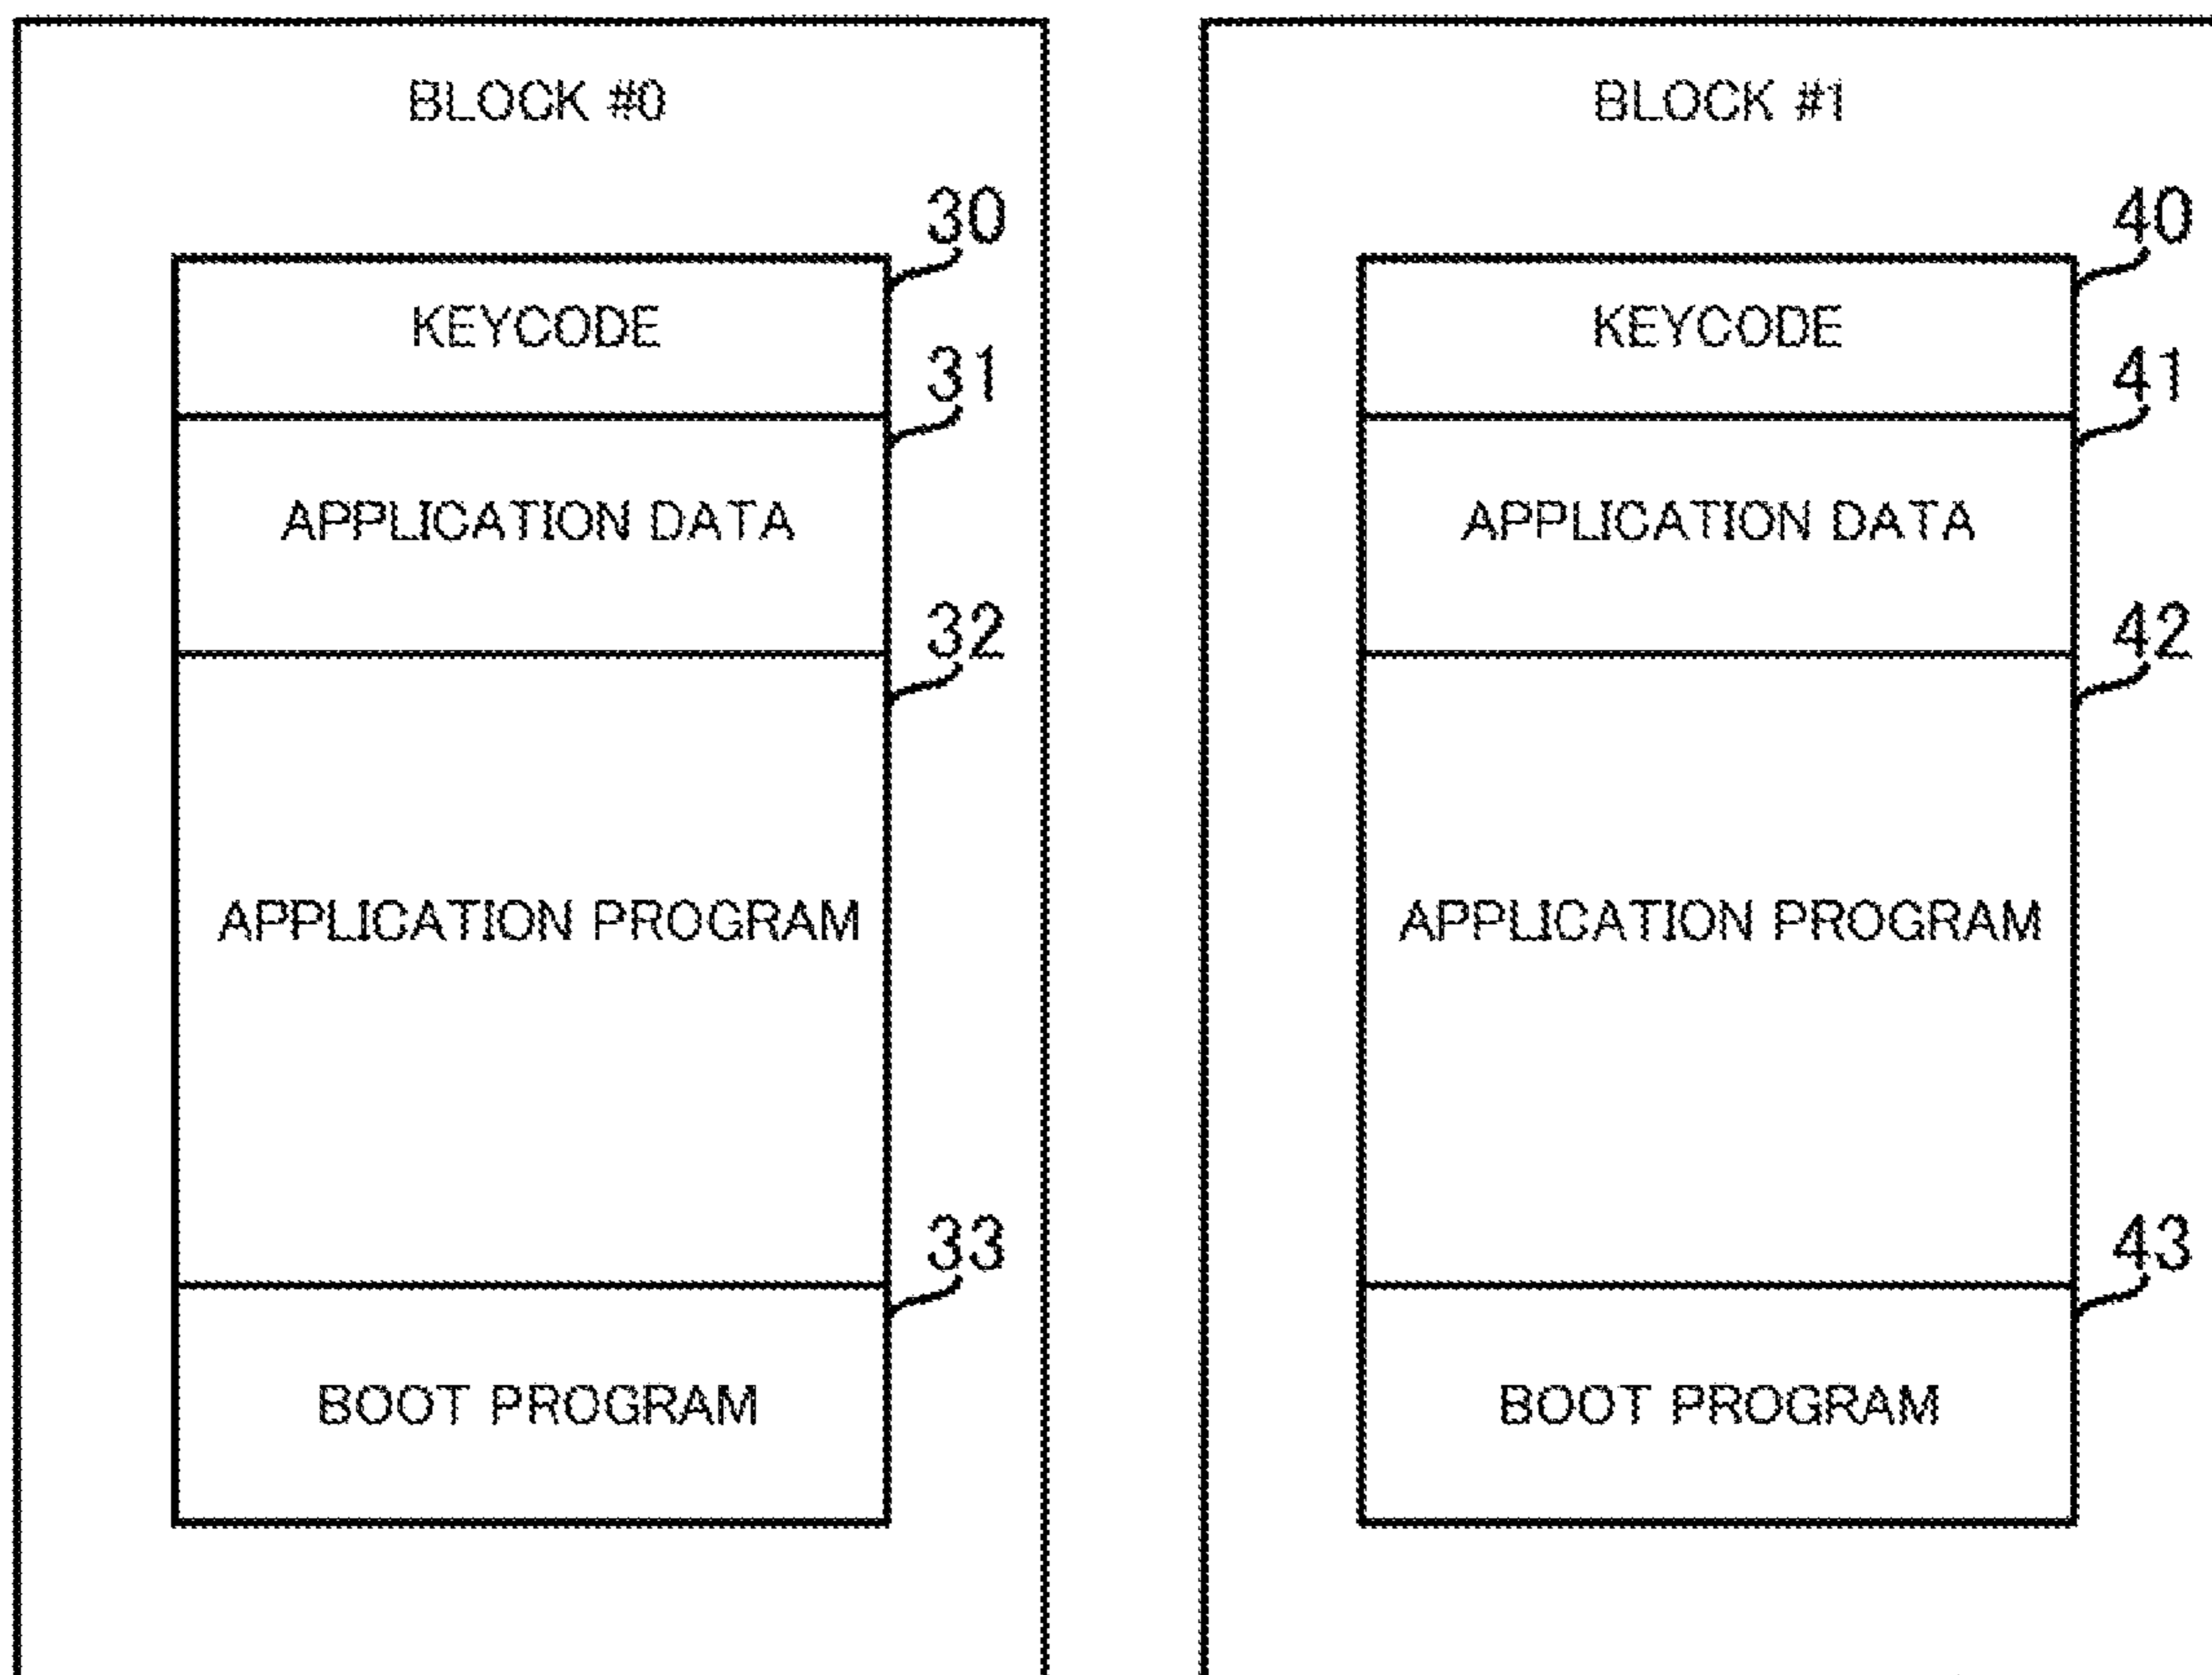 BLOCK #0
30
KEYCODE
31
APPLICATION DATA
32
APPLICATION PROGRAM
33
BOOT PROGRAM
BLOCK #1
40
KEYCODE
41
APPLICATION DATA
42
APPLICATION PROGRAM
43
BOOT PROGRAM